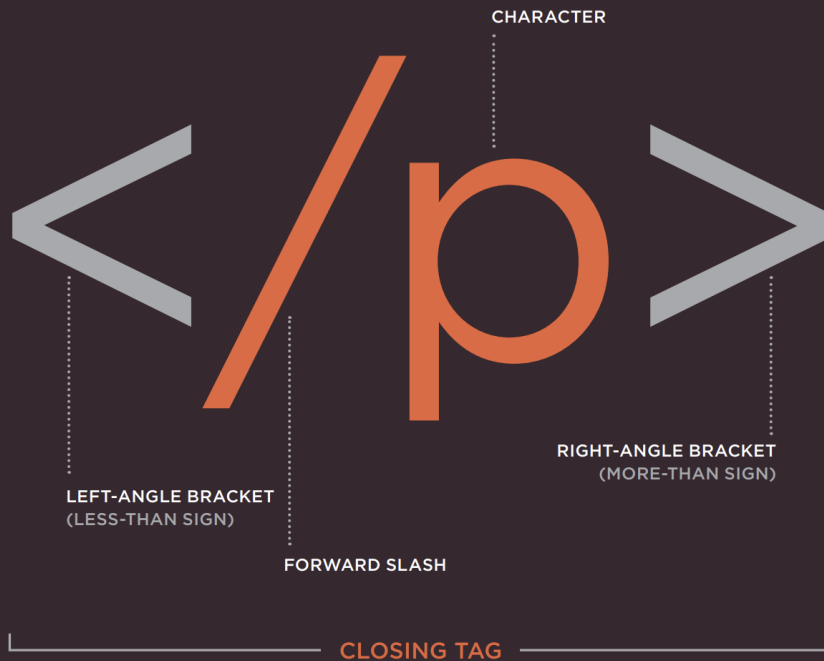 CHARACTER
</p>
RIGHT-ANGLE BRACKET
(MORE-THAN SIGN)
LEFT-ANGLE BRACKET
(LESS-THAN SIGN)
FORWARD SLASH
CLOSING TAG